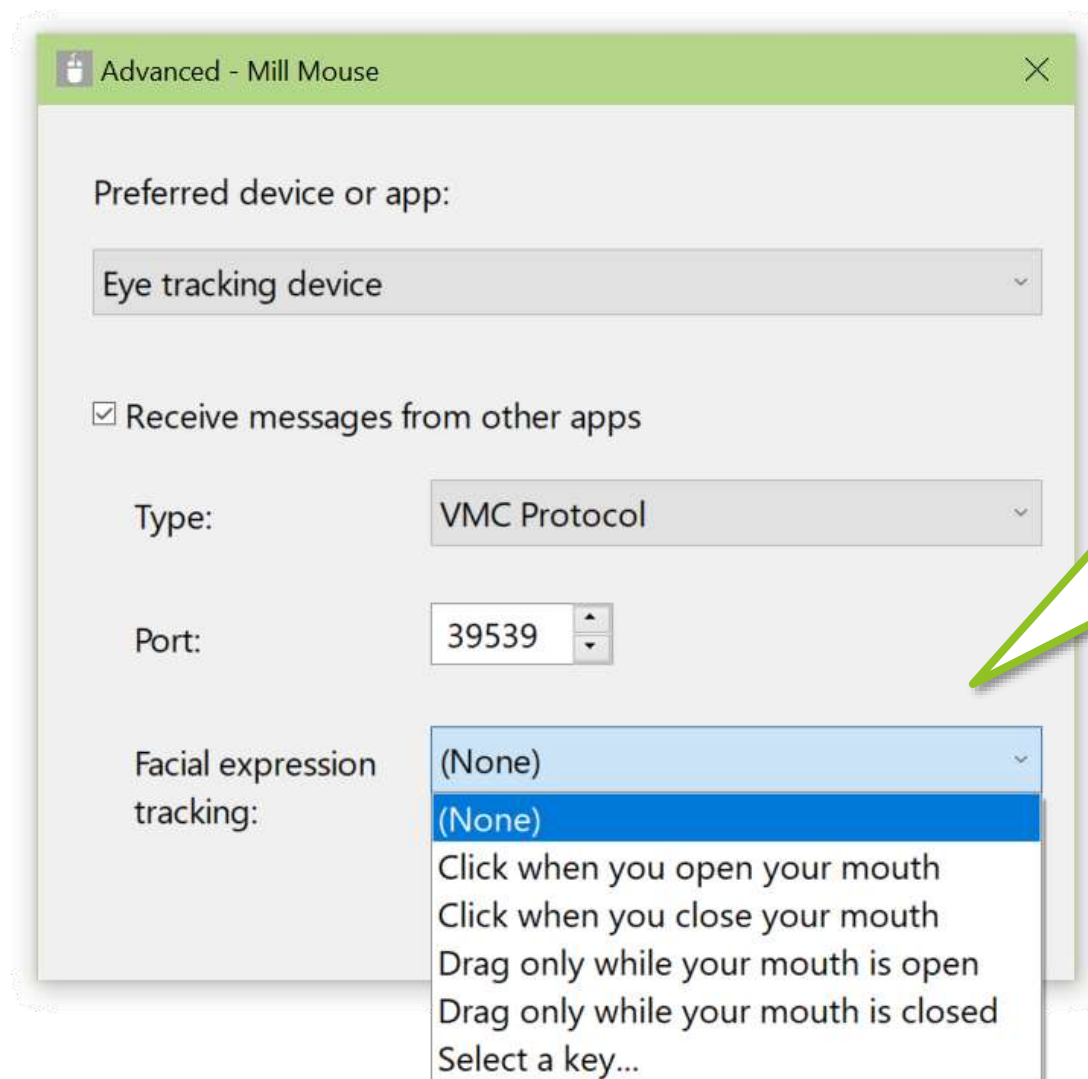 Advanced - Mill Mouse
Preferred device or app:
Eye tracking device
Receive messages from other apps
Type:
VMC Protocol
Port:
39539
Facial expression
tracking:
(None)
(None)
Click when you open your mouth
Click when you close your mouth
Drag only while your mouth is open
Drag only while your mouth is closed
Select a key...